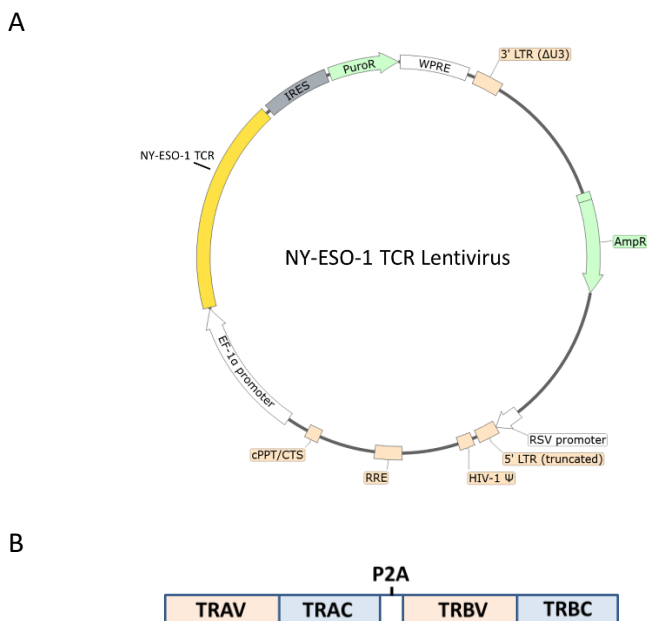 A
3' LTR (ΔU3)
WPRE
PuroR
IRES
NY-ESO-1 TCR
AmpR
NY-ESO-1 TCR Lentivirus
EF-1α promoter
RSV promoter
5' LTR (truncated)
cPPT/CTS
RRE
HIV-1 Ψ
B
P2A
TRAV TRAC TRBV TRBC